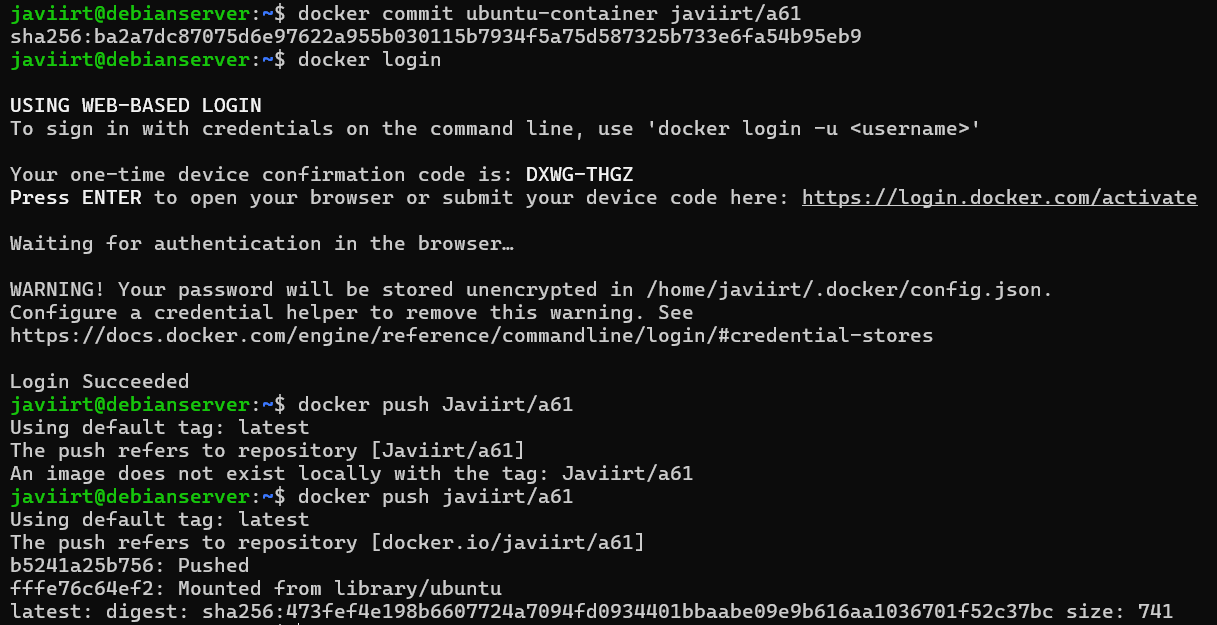 javiirt@debianserver:~$ docker commit ubuntu-container javiirt/a61
sha256:ba2a7dc87075d6e97622a955b030115b7934f5a75d587325b733e6fa54b95eb9
javiirt@debianserver:~$ docker login
USING WEB-BASED LOGIN
To sign in with credentials on the command line, use 'docker login -u <username>'
Your one-time device confirmation code is: DXWG-THGZ
Press ENTER to open your browser or submit your device code here: https://login.docker.com/activate
Waiting for authentication in the browser…
WARNING! Your password will be stored unencrypted in /home/javiirt/.docker/config.json.
Configure a credential helper to remove this warning. See
https://docs.docker.com/engine/reference/commandline/login/#credential-stores
Login Succeeded
javiirt@debianserver:~$ docker push Javiirt/a61
Using default tag: latest
The push refers to repository [Javiirt/a61]
An image does not exist locally with the tag: Javiirt/a61
javiirt@debianserver:~$ docker push javiirt/a61
Using default tag: latest
The push refers to repository [docker.io/javiirt/a61]
b5241a25b756: Pushed
fffe76c64ef2: Mounted from library/ubuntu
latest: digest: sha256:473fef4e198b6607724a7094fd0934401bbaabe09e9b616aa1036701f52c37bc size: 741